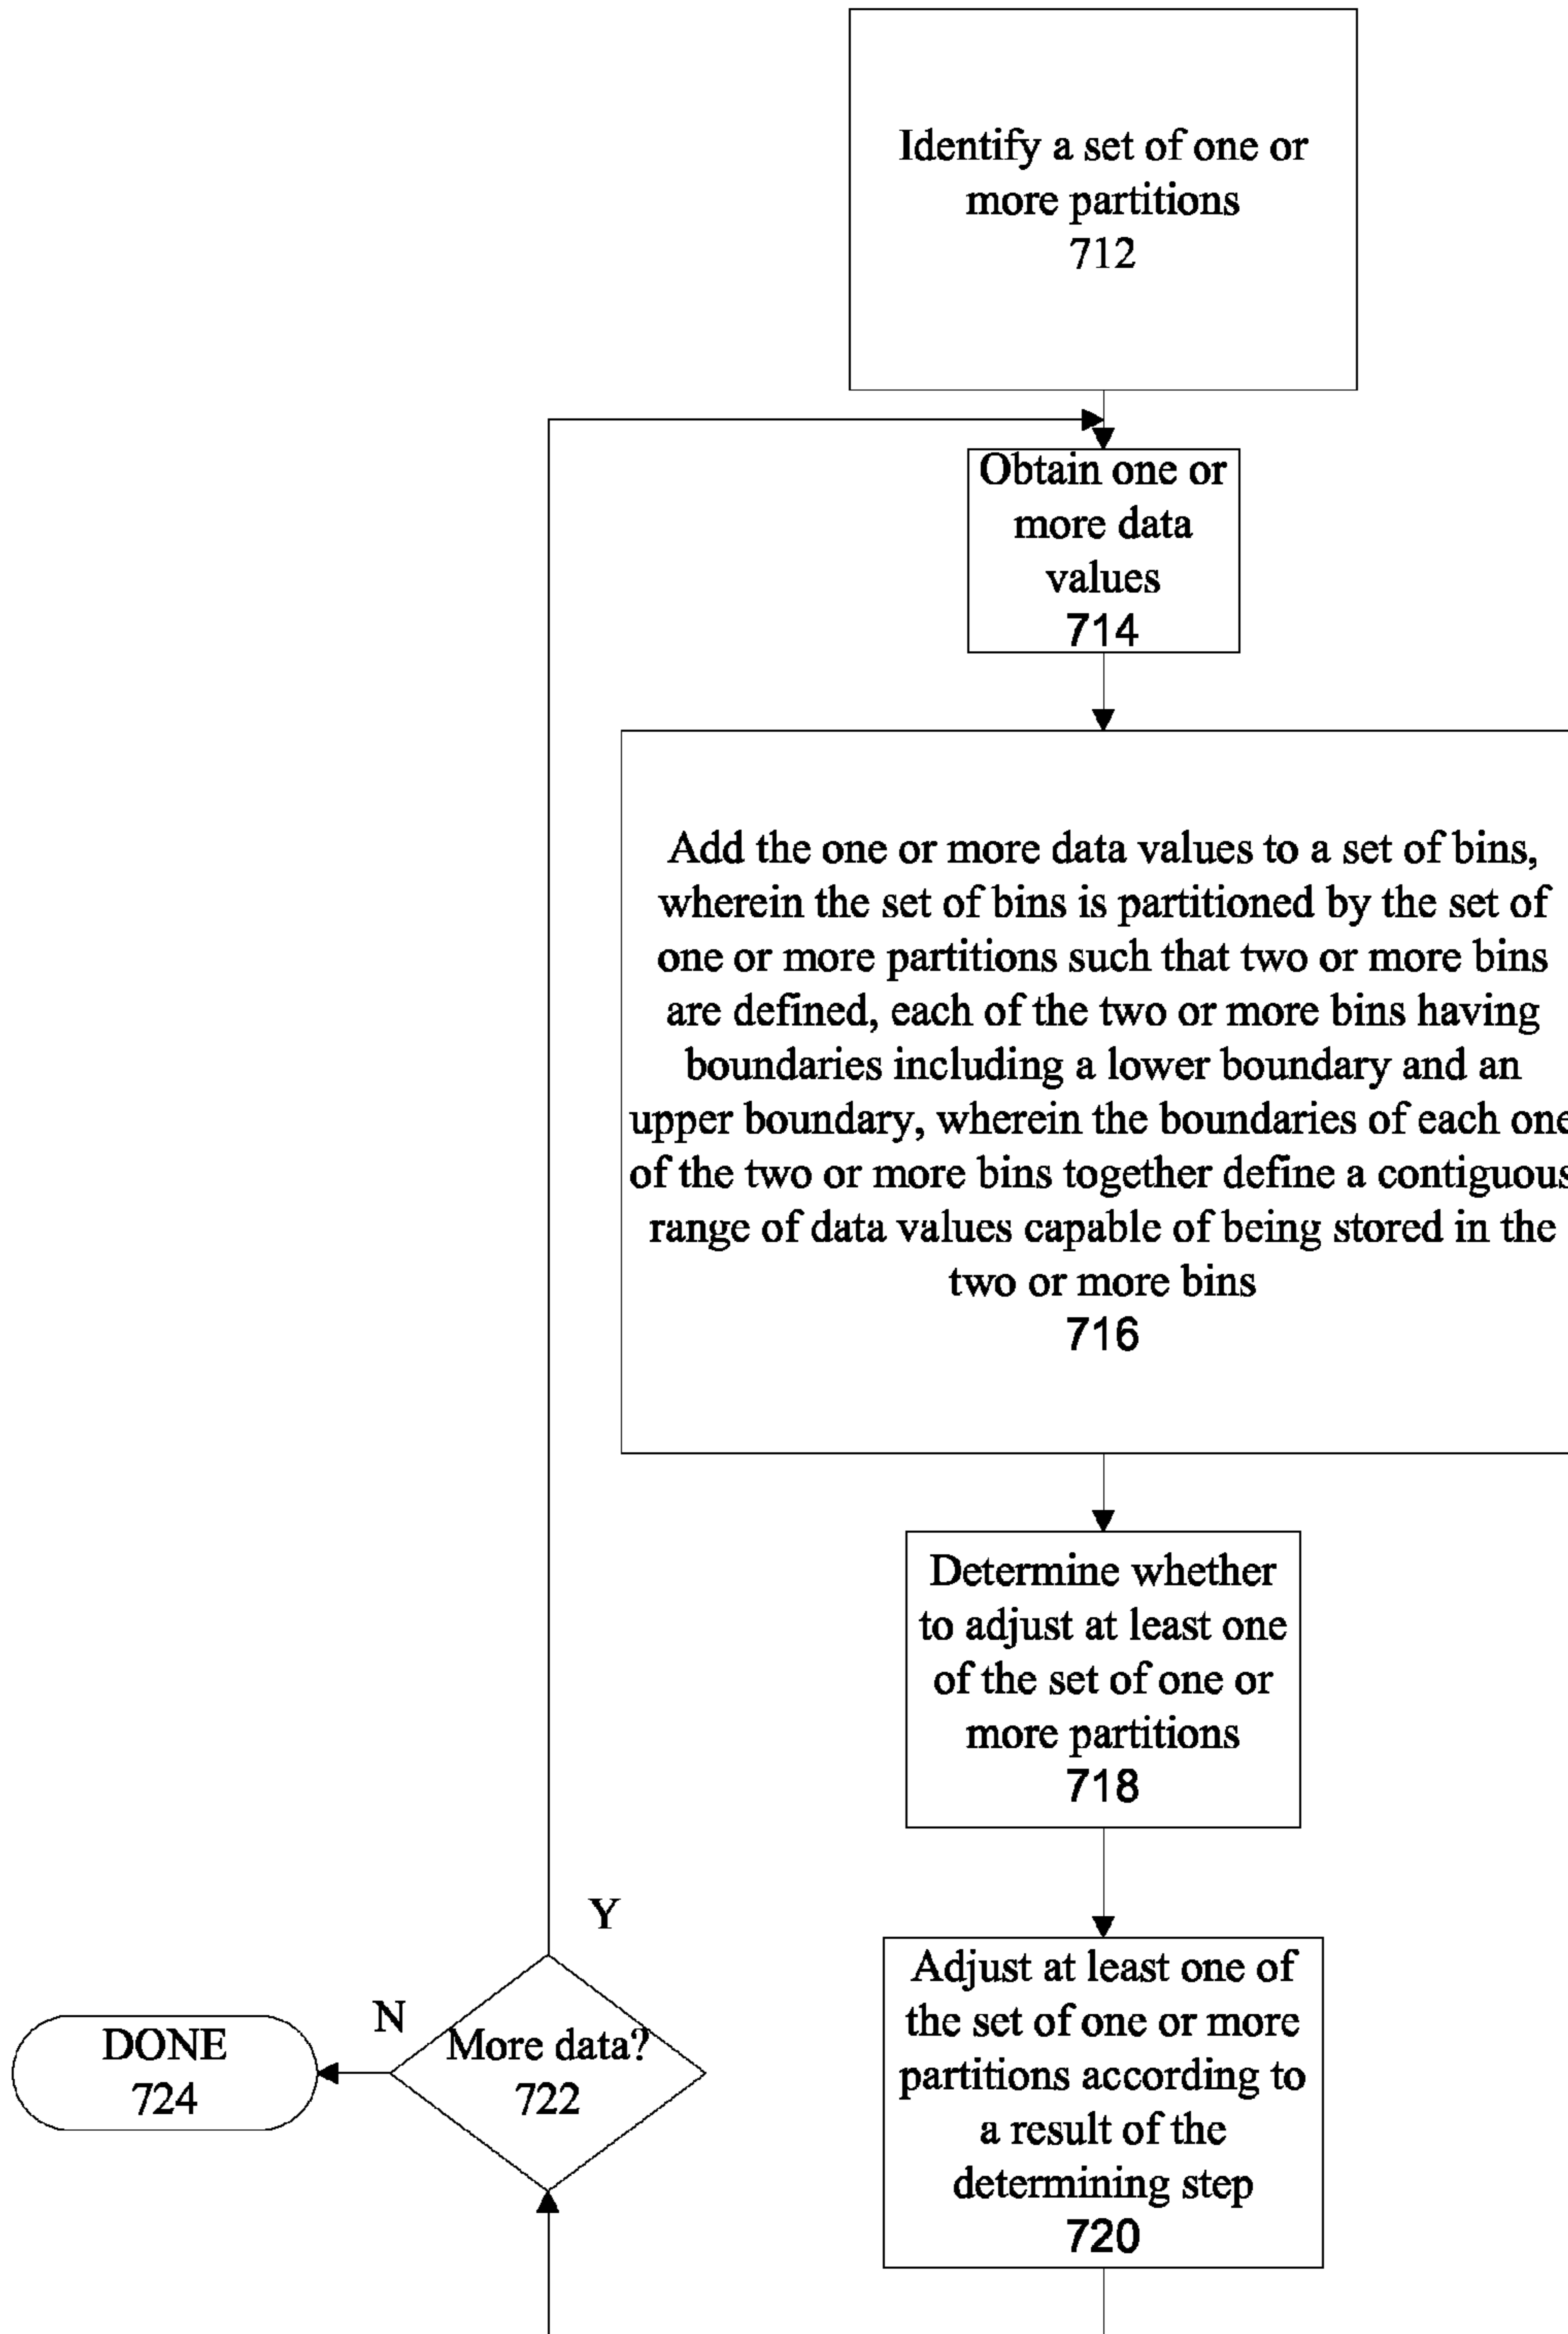 Identify a set of one or
more partitions
712
Obtain one or
more data
values
714
Add the one or more data values to a set of bins,
wherein the set of bins is partitioned by the set of
one or more partitions such that two or more bins
are defined, each of the two or more bins having
boundaries including a lower boundary and an
upper boundary, wherein the boundaries of each one
of the two or more bins together define a contiguous
range of data values capable of being stored in the
two or more bins
716
Determine whether
to adjust at least one
of the set of one or
more partitions
718
Adjust at least one of
the set of one or more
partitions according to
a result of the
determining step
720
Y
N
More data?
722
DONE
724